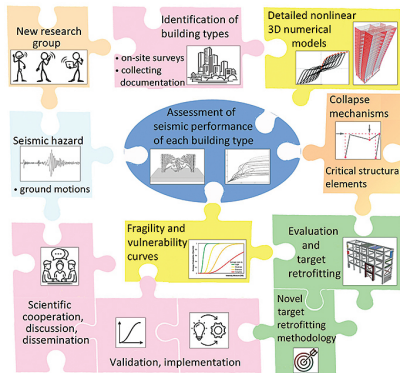 New research
group
Identification of
building types
• on-site surveys
• collecting
documentation
Detailed nonlinear
3D numerical
models
Seismic hazard
• ground motions
Assessment of
seismic performance
of each building type
Collapse
mechanisms
Critical structural
elements
Fragility and
vulnerability
curves
Evaluation and
target retrofitting
Scientific
cooperation,
discussion,
dissemination
Validation, implementation
Novel
target
retrofitting
methodology